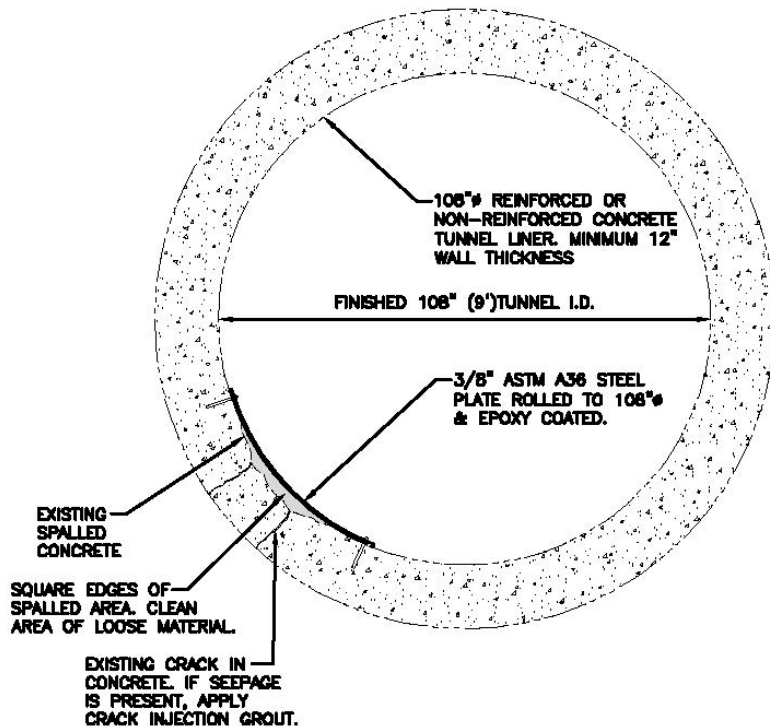 108"ø REINFORCED OR
NON-REINFORCED CONCRETE
TUNNEL LINER. MINIMUM 12"
WALL THICKNESS
FINISHED 108" (9')TUNNEL I.D.
3/8" ASTM A36 STEEL
PLATE ROLLED TO 108"ø
& EPOXY COATED.
EXISTING
SPALLED
CONCRETE
SQUARE EDGES OF
SPALLED AREA. CLEAN
AREA OF LOOSE MATERIAL.
EXISTING CRACK IN
CONCRETE. IF SEEPAGE
IS PRESENT, APPLY
CRACK INJECTION GROUT.